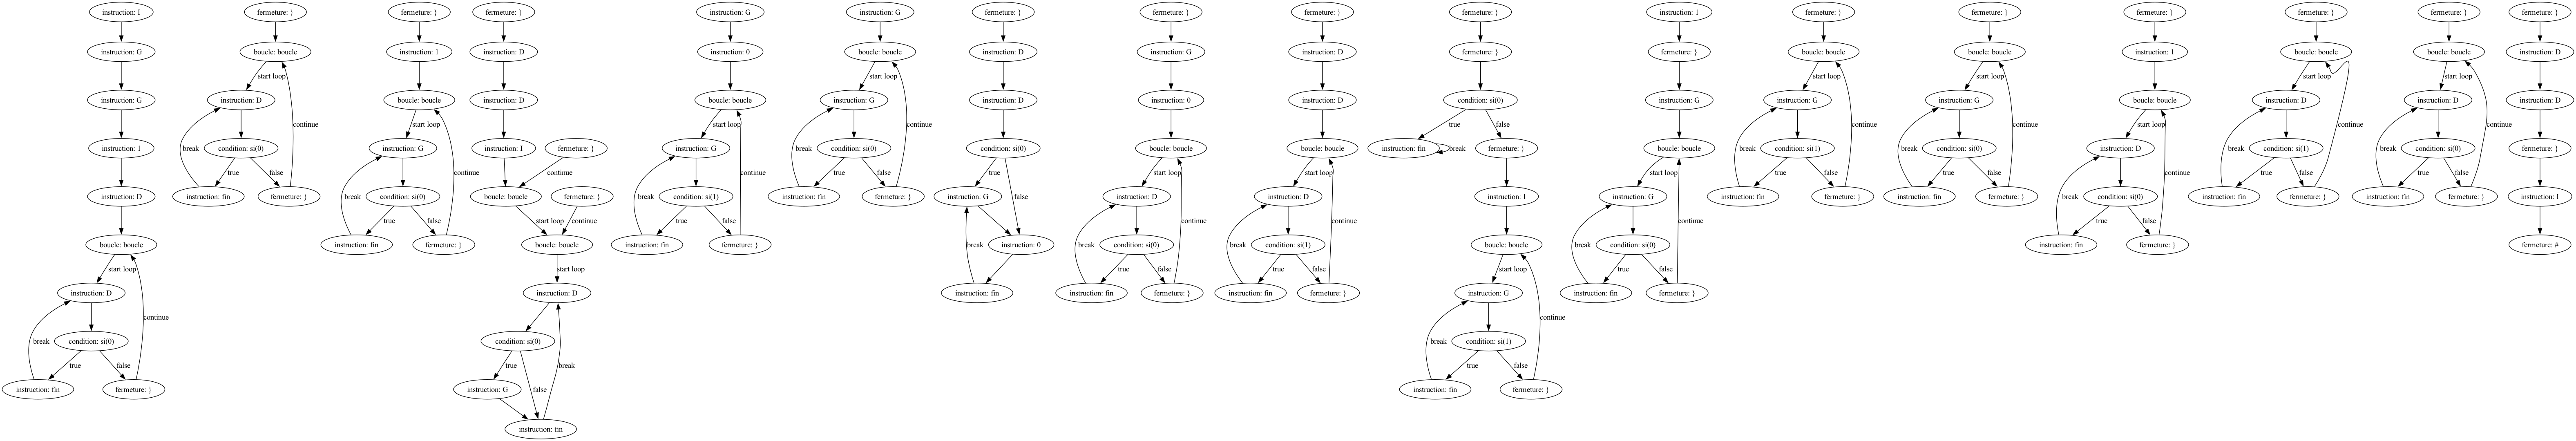 instruction: I
instruction: G
instruction: G
instruction: 1
instruction: D
boucle: boucle
start loop
instruction: D
condition: si(0)
break
true
false
continue
instruction: fin
fermeture: }
fermeture: }
boucle: boucle
start loop
instruction: D
continue
break
condition: si(0)
true
false
instruction: fin
fermeture: }
fermeture: }
instruction: 1
boucle: boucle
start loop
instruction: G
continue
break
condition: si(0)
true
false
instruction: fin
fermeture: }
fermeture: }
instruction: D
instruction: D
instruction: I
fermeture: }
continue
boucle: boucle
fermeture: }
start loop
continue
boucle: boucle
start loop
instruction: D
condition: si(0)
true
break
instruction: G
false
instruction: fin
instruction: G
instruction: 0
boucle: boucle
start loop
instruction: G
continue
break
condition: si(1)
true
false
instruction: fin
fermeture: }
instruction: G
boucle: boucle
start loop
instruction: G
continue
break
condition: si(0)
true
false
instruction: fin
fermeture: }
fermeture: }
instruction: D
instruction: D
condition: si(0)
true
false
instruction: G
break
instruction: 0
instruction: fin
fermeture: }
instruction: G
instruction: 0
boucle: boucle
start loop
instruction: D
continue
break
condition: si(0)
true
false
instruction: fin
fermeture: }
fermeture: }
instruction: D
instruction: D
boucle: boucle
start loop
instruction: D
continue
break
condition: si(1)
true
false
instruction: fin
fermeture: }
fermeture: }
fermeture: }
condition: si(0)
true
false
instruction: fin
break
fermeture: }
instruction: I
boucle: boucle
start loop
instruction: G
continue
break
condition: si(1)
true
false
instruction: fin
fermeture: }
instruction: 1
fermeture: }
instruction: G
boucle: boucle
start loop
instruction: G
continue
break
condition: si(0)
true
false
instruction: fin
fermeture: }
fermeture: }
boucle: boucle
start loop
instruction: G
continue
break
condition: si(1)
true
false
instruction: fin
fermeture: }
fermeture: }
boucle: boucle
start loop
instruction: G
continue
break
condition: si(0)
true
false
instruction: fin
fermeture: }
fermeture: }
instruction: 1
boucle: boucle
start loop
instruction: D
continue
break
condition: si(0)
true
false
instruction: fin
fermeture: }
fermeture: }
boucle: boucle
start loop
instruction: D
continue
break
condition: si(1)
true
false
instruction: fin
fermeture: }
fermeture: }
boucle: boucle
start loop
instruction: D
continue
break
condition: si(0)
true
false
instruction: fin
fermeture: }
fermeture: }
instruction: D
instruction: D
fermeture: }
instruction: I
fermeture: #